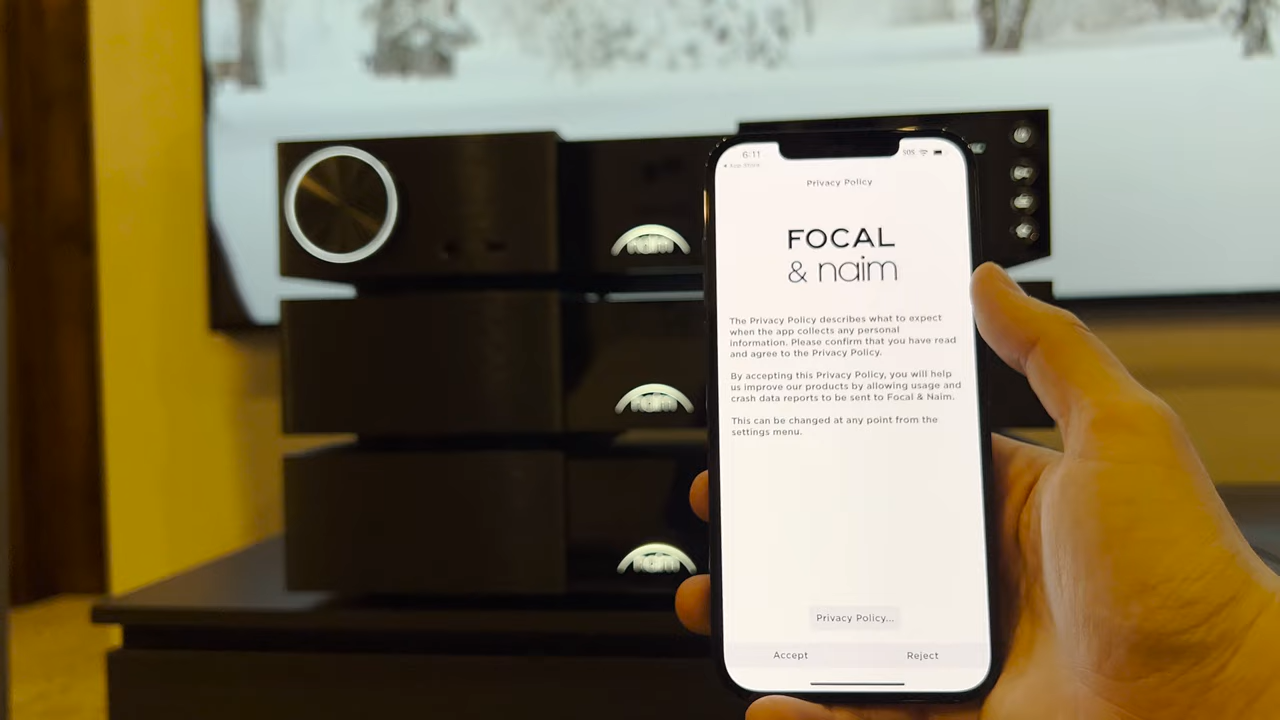 6:11
SOS
App Store
Privacy Policy
FOCAL
& naim
The Privacy Policy describes what to expect
when the app collects any personal
information. Please confirm that you have read
and agree to the Privacy Policy.
By accepting this Privacy Policy, you will help
us improve our products by allowing usage and
crash data reports to be sent to Focal & Naim.
This can be changed at any point from the
settings menu.
Privacy Policy...
Accept
Reject
naim
naim
naim